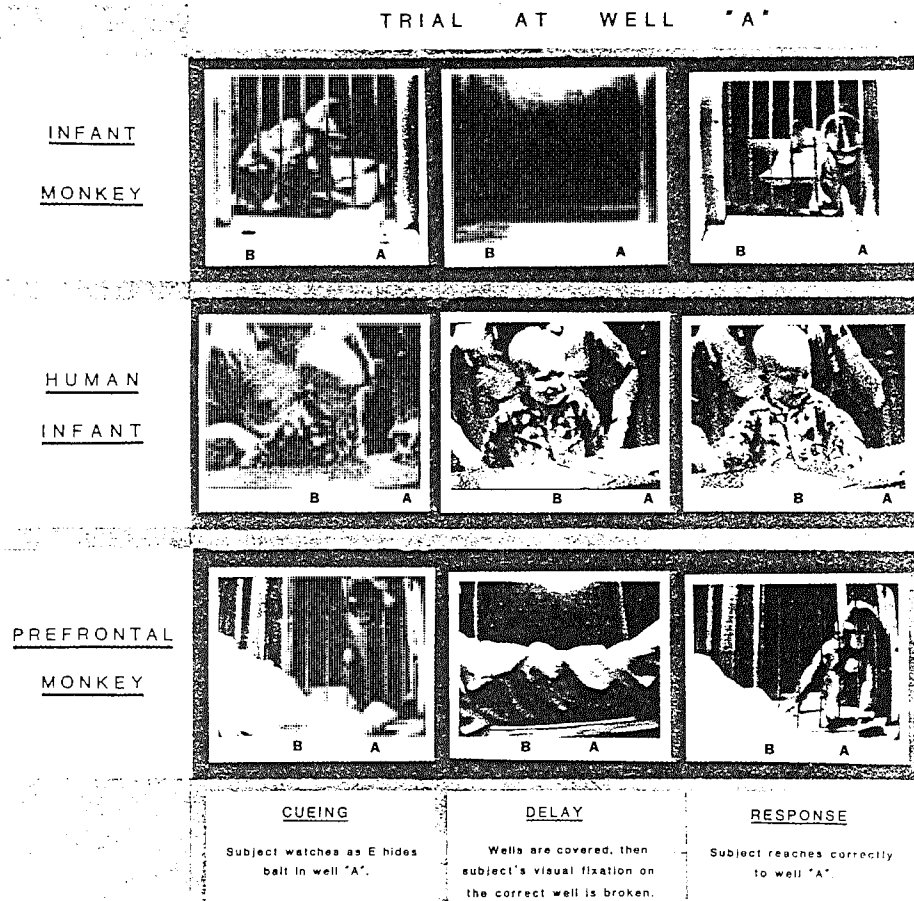 TRIAL AT WELL "A"
INFANT
MONKEY
B A
B A
B A
HUMAN
INFANT
B A
B A
B A
PREFRONTAL
MONKEY
B A
B A
B A
CUEING
Subject watches as E hides
bait in well "A".
DELAY
Wells are covered, then
subject's visual fixation on
the correct well is broken.
RESPONSE
Subject reaches correctly
to well "A".